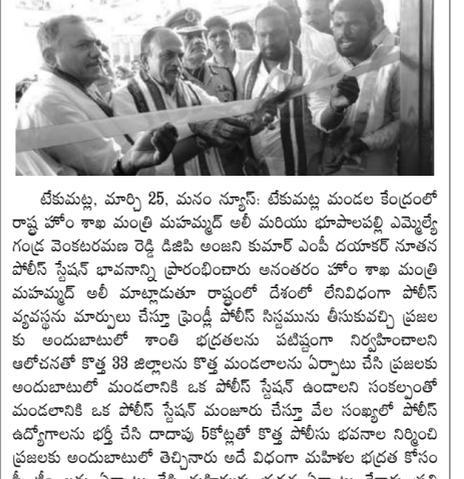 టేకుమట్ల, మార్చి 25, మనం న్యూస్: టేకుమట్ల మండల కేంద్రంలో
రాష్ట్ర హోం శాఖ మంత్రి మహమ్మద్ అలీ మరియు భూపాలపల్లి ఎమ్మెల్యే
గండ్ర వెంకటరమణ రెడ్డి డిజిపి అంజని కుమార్ ఎంపీ దయాకర్ నూతన
పోలీస్ స్టేషన్ భావనాన్ని ప్రారంభించారు అనంతరం హోం శాఖ మంత్రి
మహమ్మద్ అలీ మాట్లాడుతూ రాష్ట్రంలో దేశంలో లేనివిధంగా పోలీస్
వ్యవస్థను మార్పులు చేస్తూ ఫ్రెండ్లీ పోలీస్ సిస్టమును తీసుకువచ్చి ప్రజల
కు అందుబాటులో శాంతి భద్రతలను పటిష్టంగా నిర్వహించాలని
ఆలోచనతో కొత్త 33 జిల్లాలను కొత్త మండలాలను ఏర్పాటు చేసి ప్రజలకు
అందుబాటులో మండలానికి ఒక పోలీస్ స్టేషన్ ఉండాలని సంకల్పంతో
మండలానికి ఒక పోలీస్ స్టేషన్ మంజూరు చేస్తూ వేల సంఖ్యలో పోలీస్
ఉద్యోగాలను భర్తీ చేసి దాదాపు 5కోట్లతో కొత్త పోలీసు భవనాల నిర్మించి
ప్రజలకు అందుబాటులో తెచ్చినారు అదే విధంగా మహిళల భద్రత కోసం